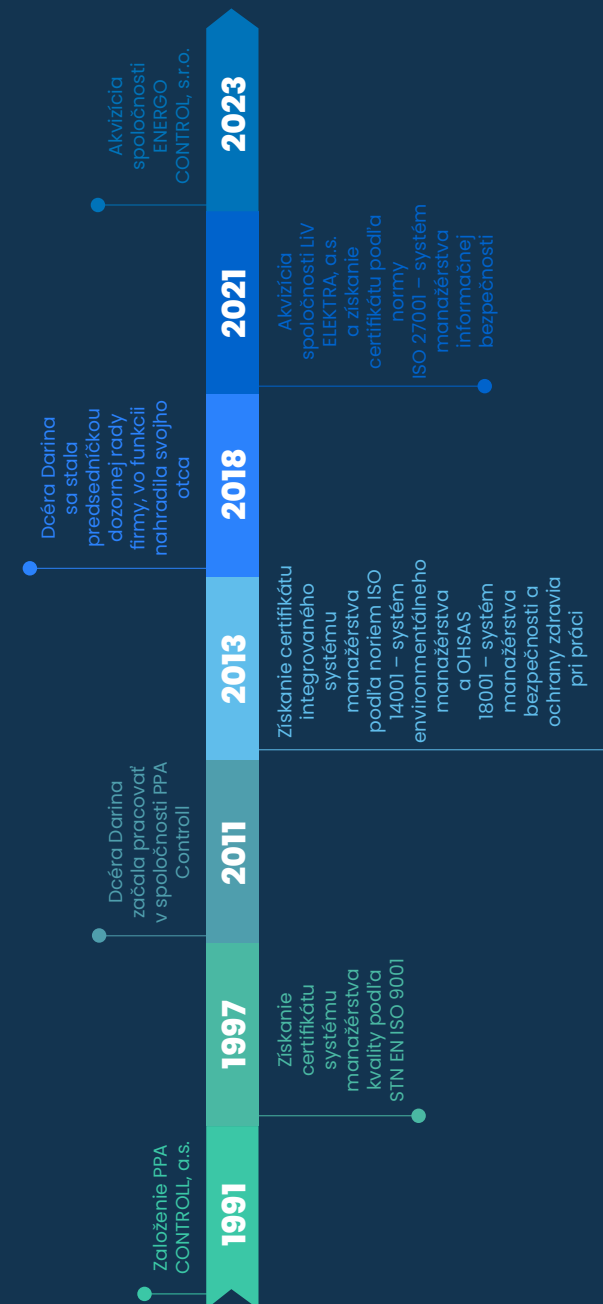 1991
Založenie PPA
CONTROLL, a.s.
1997
Získanie
certifikátu
systému
manažérstva
kvality podľa
STN EN ISO 9001
2011
Dcéra Darina
začala pracovať
v spoločnosti PPA
Controll
2013
Získanie certifikátu
integrovaného
systému
manažérstva
podľa noriem ISO
14001 – systém
environmentálneho
manažérstva
a OHSAS
18001 – systém
manažérstva
bezpečnosti a
ochrany zdravia
pri práci
2018
Dcéra Darina
sa stala
predsedníčkou
dozornej rady
firmy, vo funkcii
nahradila svojho
otca
2021
Akvizícia
spoločnosti LiV
ELEKTRA, a.s.
a získanie
certifikátu podľa
normy
ISO 27001 – systém
manažérstva
informačnej
bezpečnosti
2023
Akvizícia
spoločnosti
ENERGO
CONTROL, s.r.o.